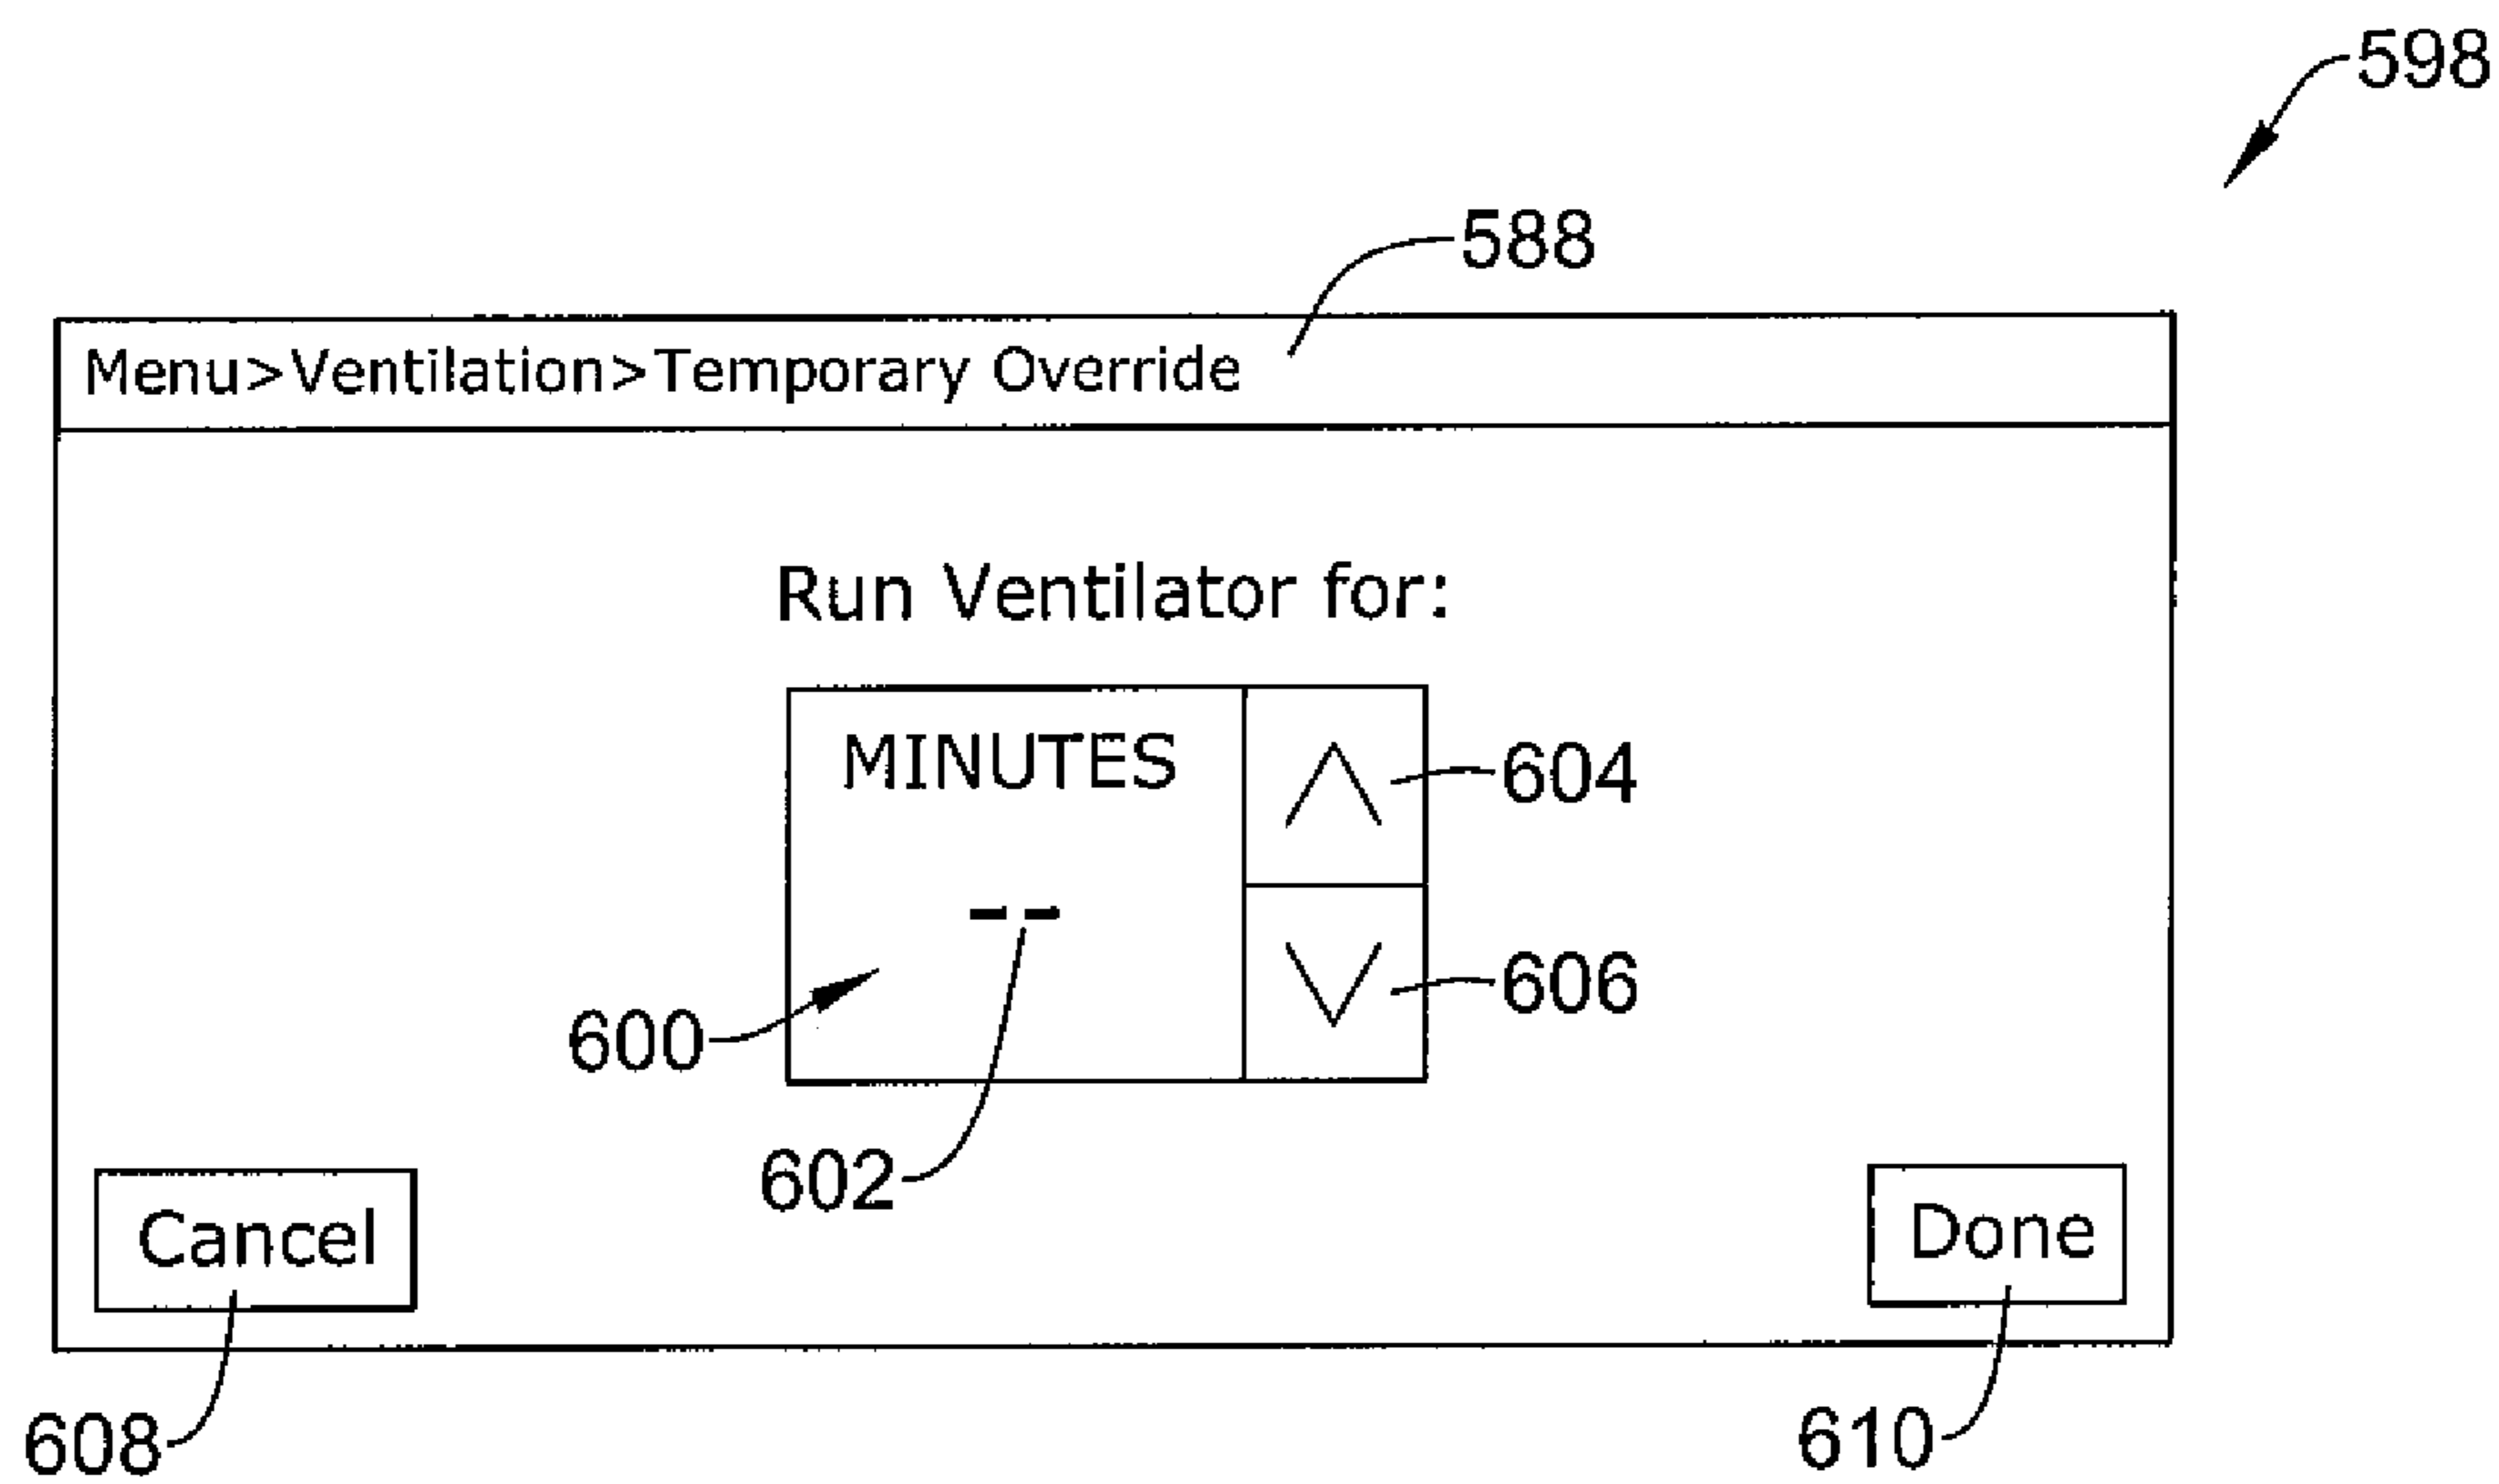 598
588
Menu>Ventilation>Temporary Override
Run Ventilator for:
MINUTES
604
--
606
600
602
Cancel
Done
608
610